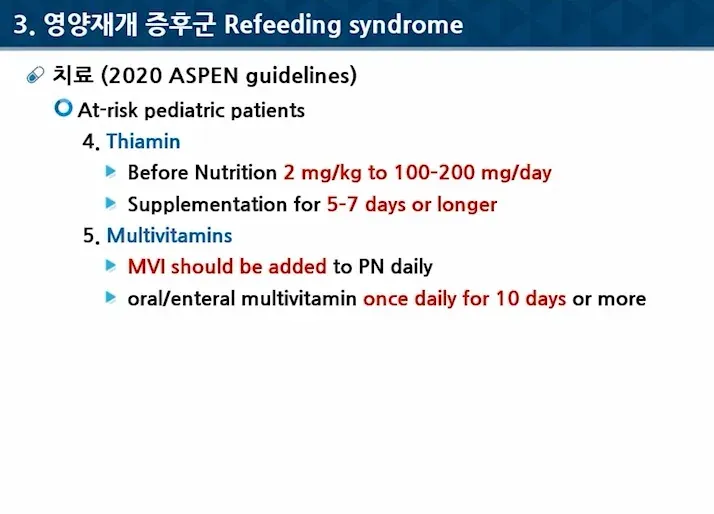 3. 영양재개 증후군 Refeeding syndrome
치료 (2020 ASPEN guidelines)
At-risk pediatric patients
4. Thiamin
Before Nutrition 2 mg/kg to 100-200 mg/day
Supplementation for 5-7 days or longer
5. Multivitamins
MVI should be added to PN daily
oral/enteral multivitamin once daily for 10 days or more